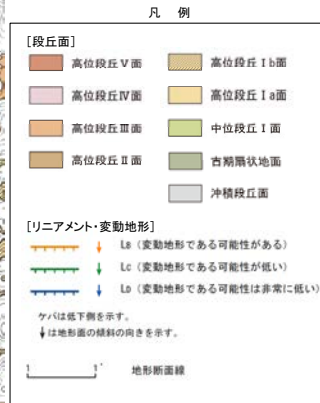 凡　例
[段丘面]
高位段丘Ⅴ面
高位段丘Ⅳ面
高位段丘Ⅲ面
高位段丘Ⅱ面
高位段丘Ⅰb面
高位段丘Ⅰa面
中位段丘Ⅰ面
古期扇状地面
沖積段丘面
[リニアメント・変動地形]
LB（変動地形である可能性がある）
LC（変動地形である可能性が低い）
LD（変動地形である可能性は非常に低い）
ケバは低下側を示す。
↓は地形面の傾斜の向きを示す。
1 1' 地形断面線